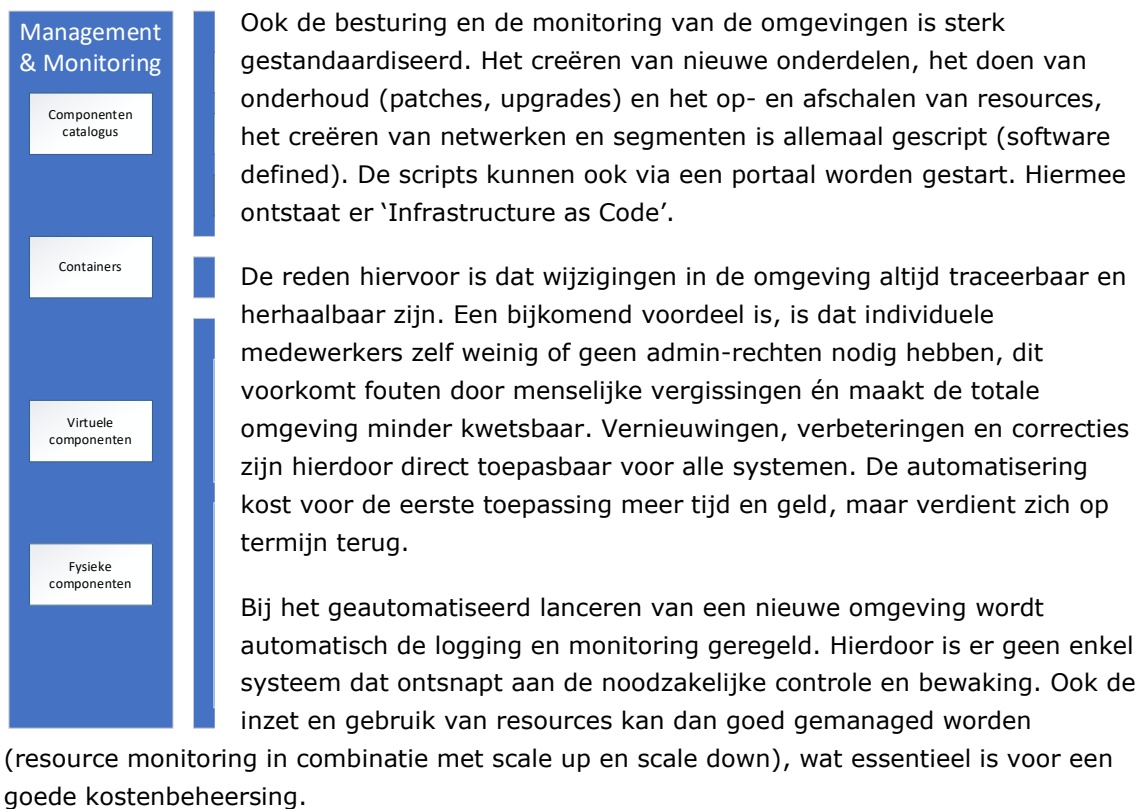 Management
& Monitoring
Componenten
catalogus
Containers
Virtuele
componenten
Fysieke
componenten
Ook de besturing en de monitoring van de omgevingen is sterk
gestandaardiseerd. Het creëren van nieuwe onderdelen, het doen van
onderhoud (patches, upgrades) en het op- en afschalen van resources,
het creëren van netwerken en segmenten is allemaal gescript (software
defined). De scripts kunnen ook via een portaal worden gestart. Hiermee
ontstaat er ‘Infrastructure as Code’.
De reden hiervoor is dat wijzigingen in de omgeving altijd traceerbaar en
herhaalbaar zijn. Een bijkomend voordeel is, is dat individuele
medewerkers zelf weinig of geen admin-rechten nodig hebben, dit
voorkomt fouten door menselijke vergissingen én maakt de totale
omgeving minder kwetsbaar. Vernieuwingen, verbeteringen en correcties
zijn hierdoor direct toepasbaar voor alle systemen. De automatisering
kost voor de eerste toepassing meer tijd en geld, maar verdient zich op
termijn terug.
Bij het geautomatiseerd lanceren van een nieuwe omgeving wordt
automatisch de logging en monitoring geregeld. Hierdoor is er geen enkel
systeem dat ontsnapt aan de noodzakelijke controle en bewaking. Ook de
inzet en gebruik van resources kan dan goed gemanaged worden
(resource monitoring in combinatie met scale up en scale down), wat essentieel is voor een
goede kostenbeheersing.